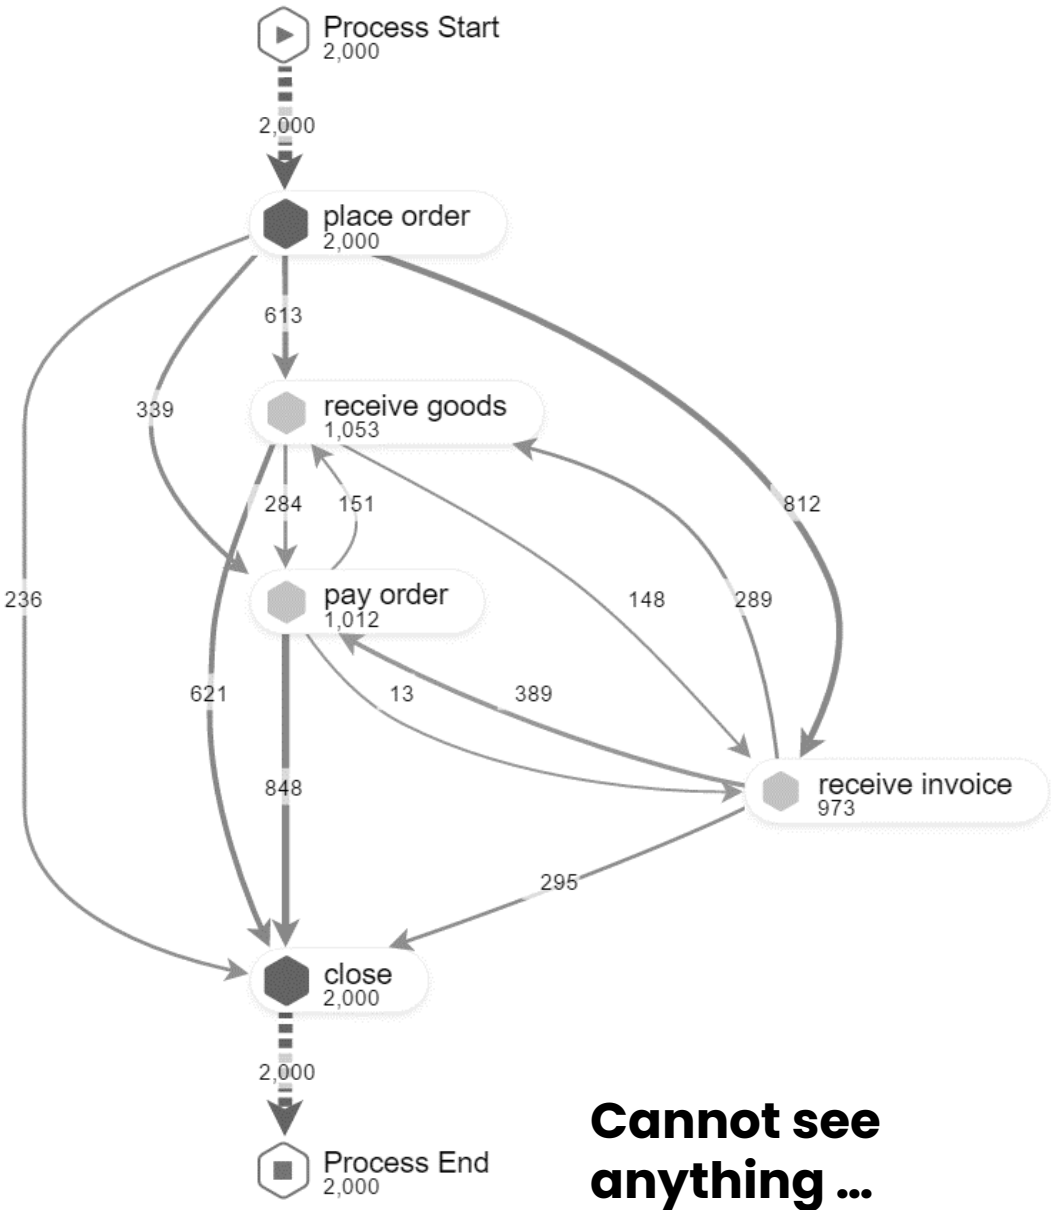 Process Start
2,000
2,000
place order
2,000
613
339
receive goods
1,053
284
151
812
236
pay order
1,012
148
289
621
13
389
848
receive invoice
973
295
close
2,000
2,000
Process End
2,000
Cannot see
anything ...